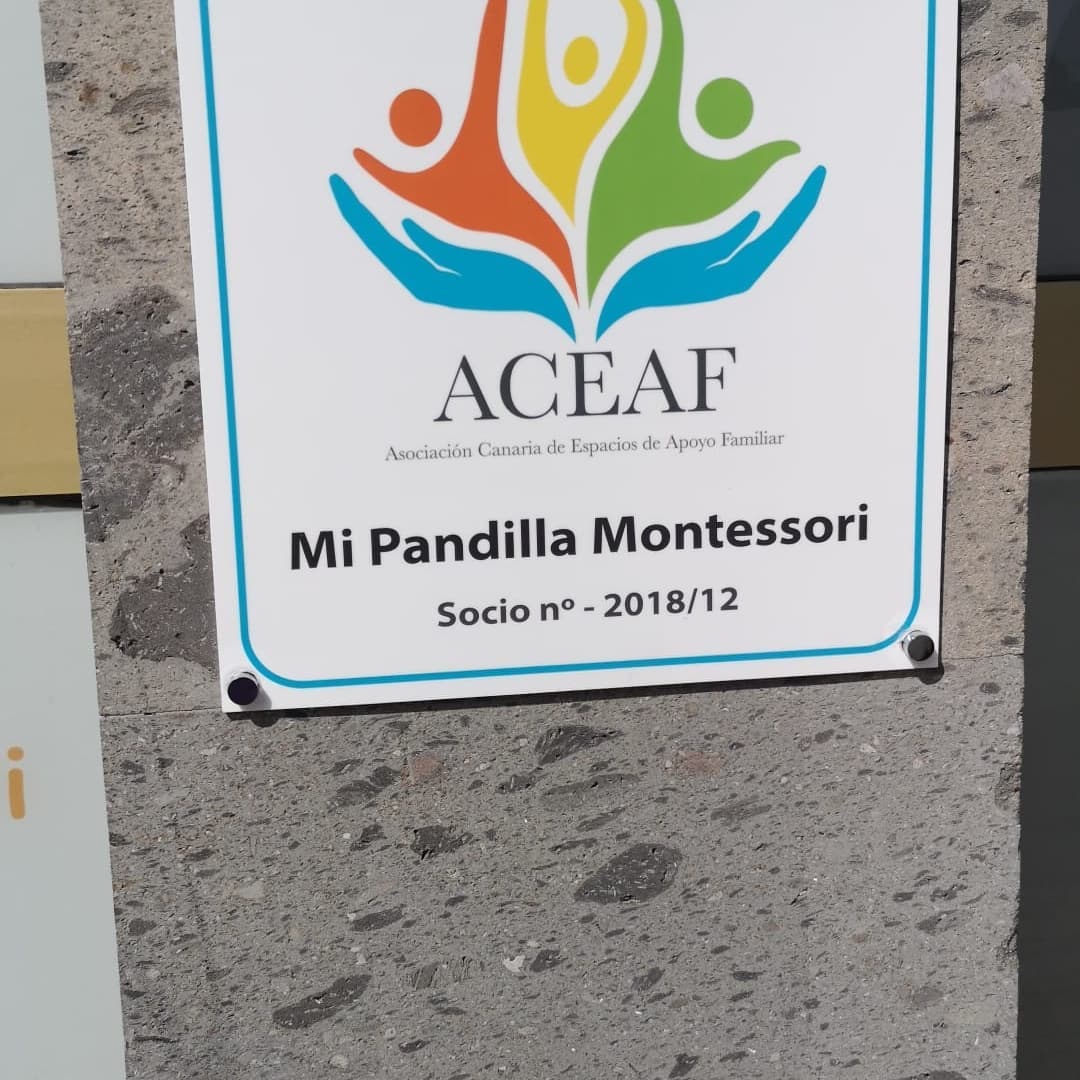 ACEAF
Asociación Canaria de Espacios de Apoyo Familiar
Mi Pandilla Montessori
Socio nº - 2018/12
i